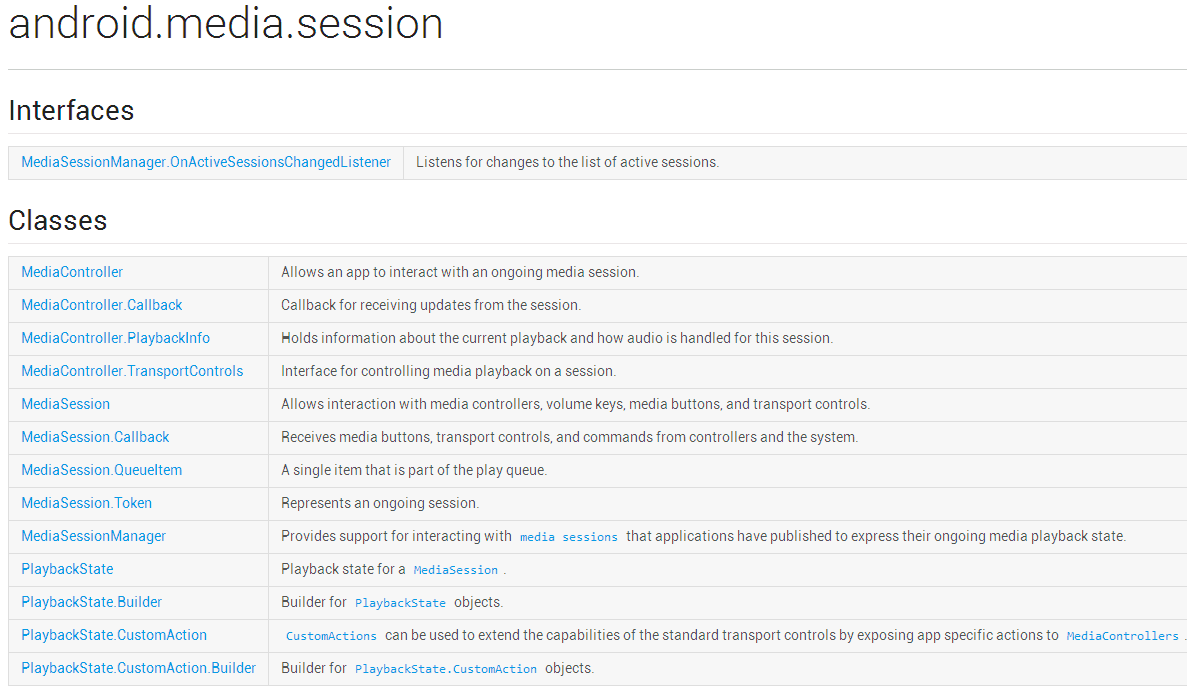 android.media.session
Interfaces
MediaSessionManager.OnActiveSessionsChangedListener Listens for changes to the list of active sessions.
Classes
MediaController Allows an app to interact with an ongoing media session.
MediaController.Callback Callback for receiving updates from the session.
MediaController.PlaybackInfo Holds information about the current playback and how audio is handled for this session.
MediaController.TransportControls Interface for controlling media playback on a session.
MediaSession Allows interaction with media controllers, volume keys, media buttons, and transport controls.
MediaSession.Callback Receives media buttons, transport controls, and commands from controllers and the system.
MediaSession.QueueItem A single item that is part of the play queue.
MediaSession.Token Represents an ongoing session.
MediaSessionManager Provides support for interacting with media sessions that applications have published to express their ongoing media playback state.
PlaybackState Playback state for a MediaSession .
PlaybackState.Builder Builder for PlaybackState objects.
PlaybackState.CustomAction CustomActions can be used to extend the capabilities of the standard transport controls by exposing app specific actions to MediaControllers .
PlaybackState.CustomAction.Builder Builder for PlaybackState.CustomAction objects.